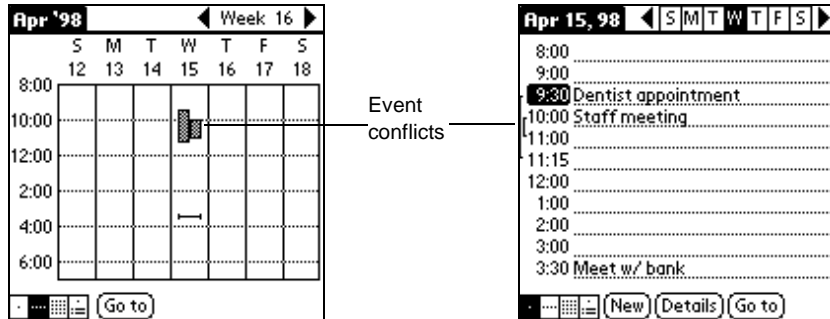 Apr '98 Week 16
S M T W T F S
12 13 14 15 16 17 18
8:00
10:00
12:00
2:00
4:00
6:00
Go to
Event
conflicts
Apr 15, 98 S M T W T F S
8:00
9:00
9:30 Dentist appointment
10:00 Staff meeting
11:00
11:15
12:00
1:00
2:00
3:00
3:30 Meet w/ bank
New Details Go to